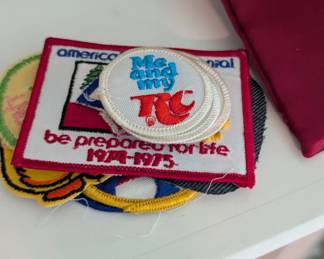 america
nial
Me
and
my
RC
®
be prepared for life
1974-1975